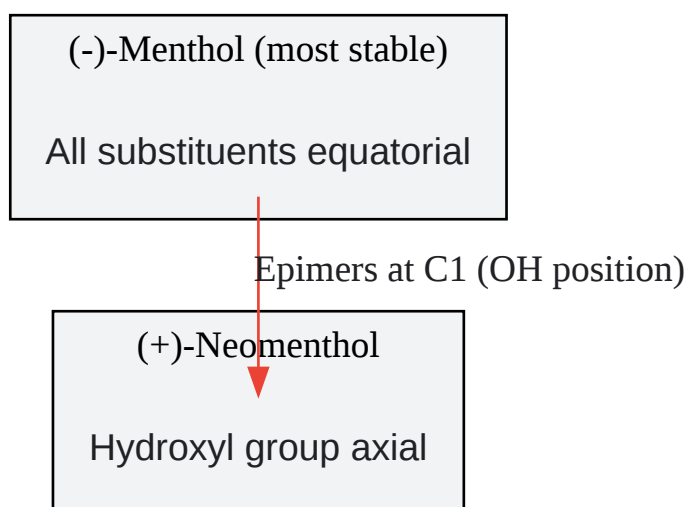 (-)-Menthol (most stable)
All substituents equatorial
Epimers at C1 (OH position)
(+)-Neomenthol
Hydroxyl group axial